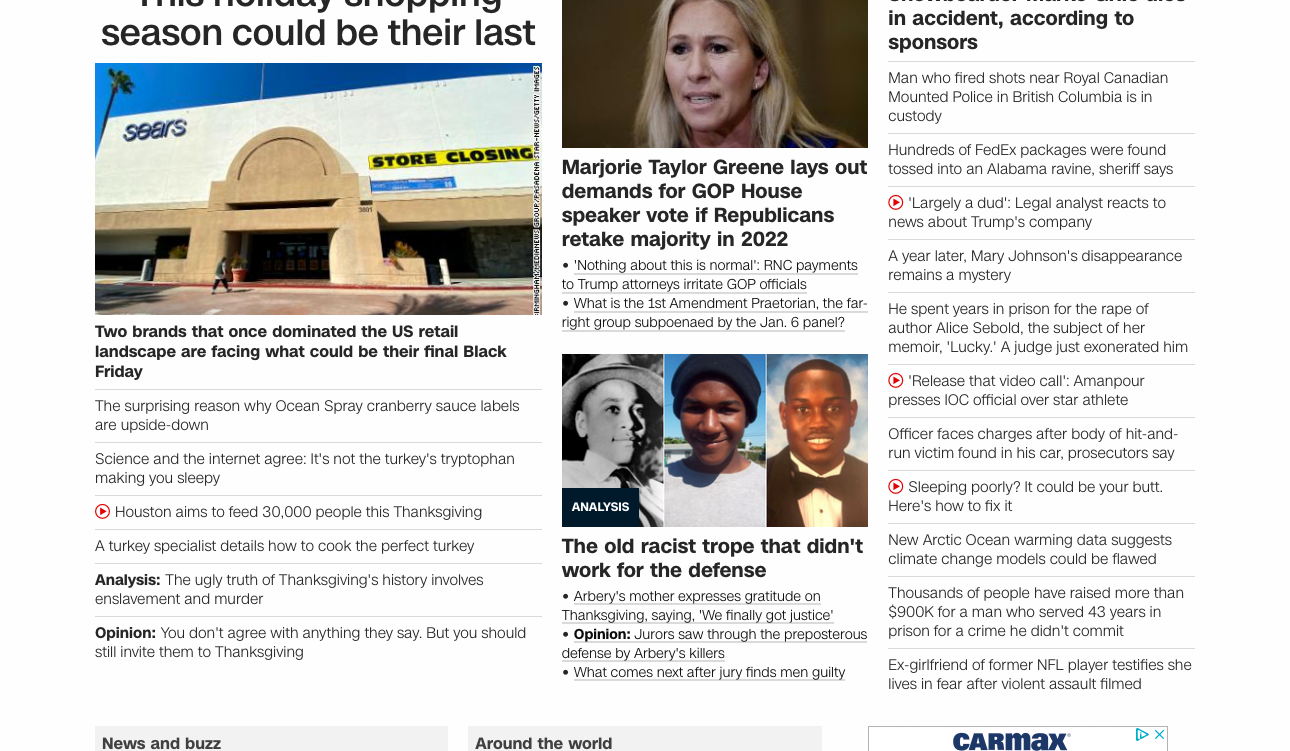 This holiday shopping
season could be their last
sears
STORE CLOSING
3801
Two brands that once dominated the US retail
landscape are facing what could be their final Black
Friday
The surprising reason why Ocean Spray cranberry sauce labels
are upside-down
Science and the internet agree: It's not the turkey's tryptophan
making you sleepy
Houston aims to feed 30,000 people this Thanksgiving
A turkey specialist details how to cook the perfect turkey
Analysis: The ugly truth of Thanksgiving's history involves
enslavement and murder
Opinion: You don't agree with anything they say. But you should
still invite them to Thanksgiving
Marjorie Taylor Greene lays out
demands for GOP House
speaker vote if Republicans
retake majority in 2022
• 'Nothing about this is normal': RNC payments
to Trump attorneys irritate GOP officials
• What is the 1st Amendment Praetorian, the far-
right group subpoenaed by the Jan. 6 panel?
ANALYSIS
The old racist trope that didn't
work for the defense
• Arbery's mother expresses gratitude on
Thanksgiving, saying, 'We finally got justice'
• Opinion: Jurors saw through the preposterous
defense by Arbery's killers
• What comes next after jury finds men guilty
in accident, according to
sponsors
Man who fired shots near Royal Canadian
Mounted Police in British Columbia is in
custody
Hundreds of FedEx packages were found
tossed into an Alabama ravine, sheriff says
'Largely a dud': Legal analyst reacts to
news about Trump's company
A year later, Mary Johnson's disappearance
remains a mystery
He spent years in prison for the rape of
author Alice Sebold, the subject of her
memoir, 'Lucky.' A judge just exonerated him
'Release that video call': Amanpour
presses IOC official over star athlete
Officer faces charges after body of hit-and-
run victim found in his car, prosecutors say
Sleeping poorly? It could be your butt.
Here's how to fix it
New Arctic Ocean warming data suggests
climate change models could be flawed
Thousands of people have raised more than
$900K for a man who served 43 years in
prison for a crime he didn't commit
Ex-girlfriend of former NFL player testifies she
lives in fear after violent assault filmed
News and buzz
Around the world
CARMAX